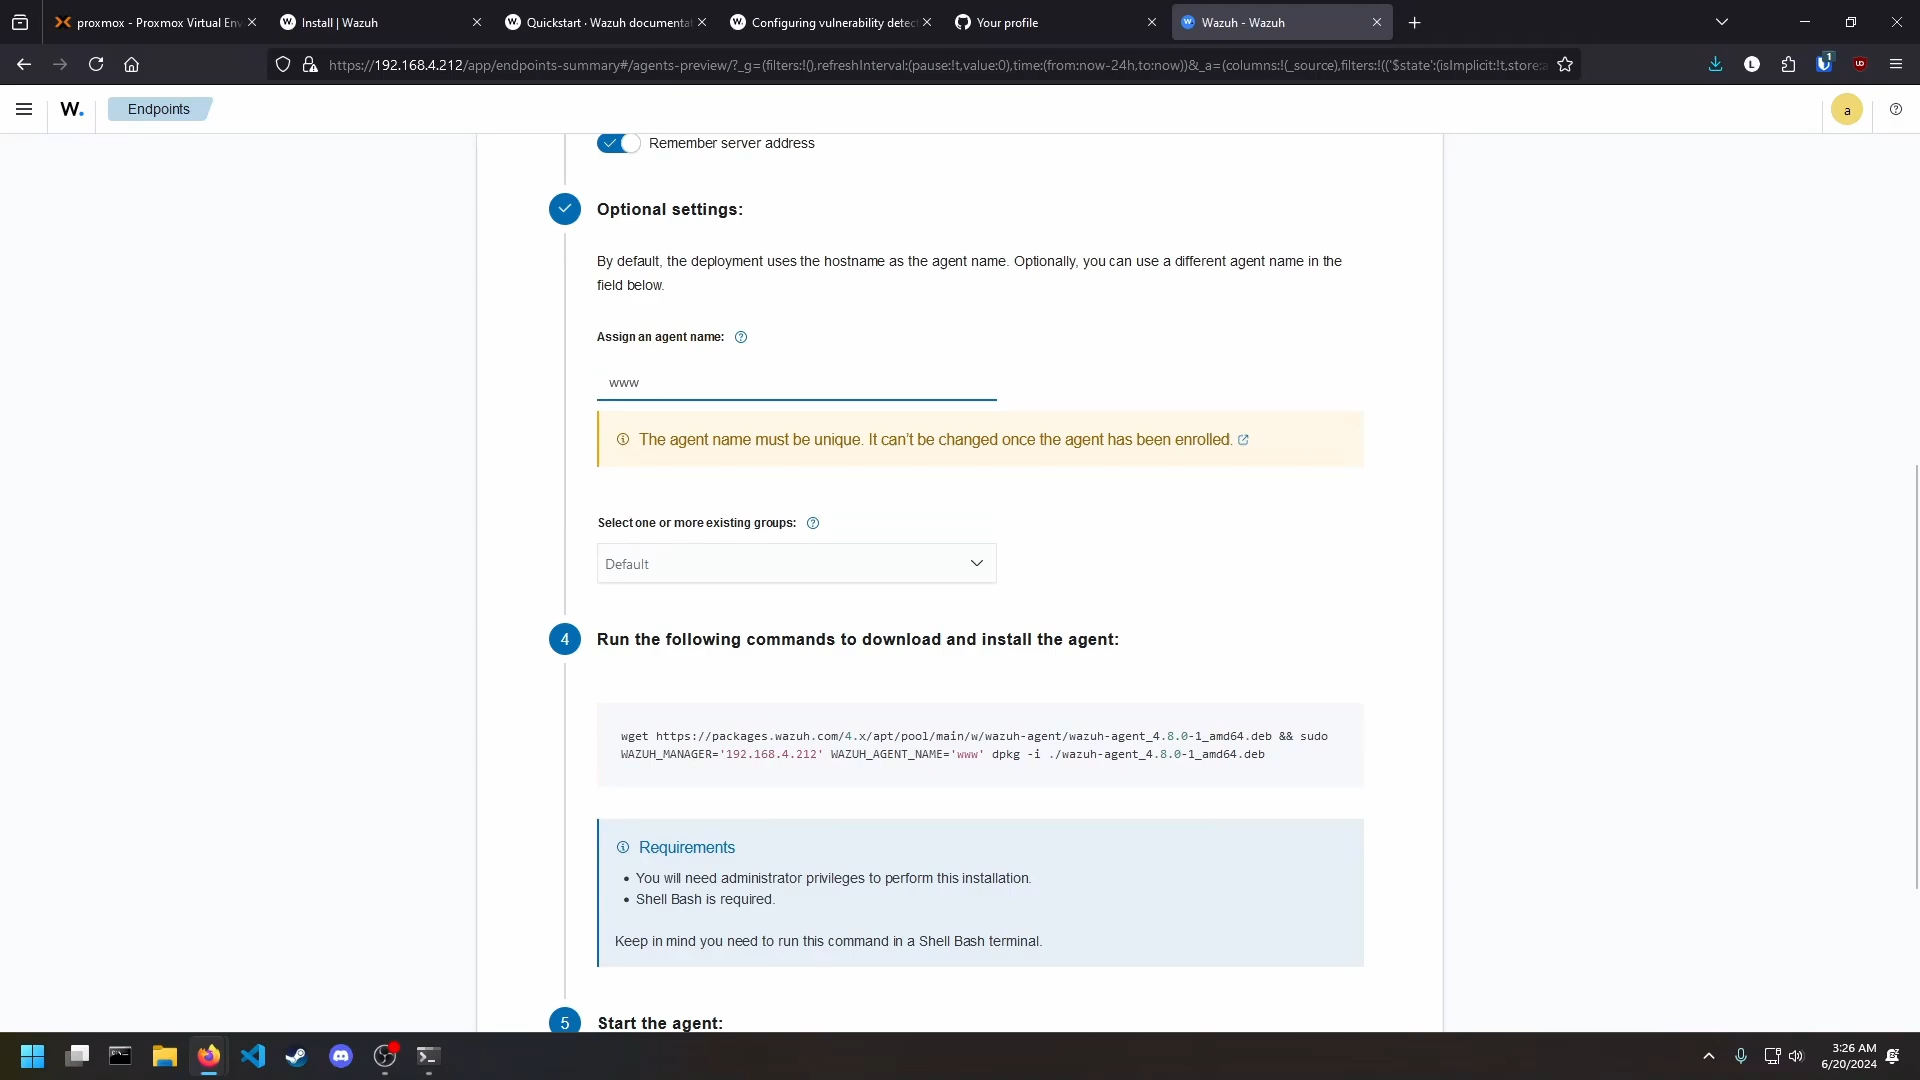 proxmox - Proxmox Virtual Env
Install | Wazuh
Quickstart · Wazuh documentat
Configuring vulnerability detect
Your profile
Wazuh - Wazuh
https://192.168.4.212/app/endpoints-summary#/agents-preview/?_g=(filters:!(),refreshInterval:(pause:!t,value:0),time:(from:now-24h,to:now))&_a=(columns:!(_source),filters:!(('$state':(isImplicit:!t,store:a
W. Endpoints a
Remember server address
Optional settings:
By default, the deployment uses the hostname as the agent name. Optionally, you can use a different agent name in the
field below.
Assign an agent name:
www
The agent name must be unique. It can’t be changed once the agent has been enrolled.
Select one or more existing groups:
Default
4 Run the following commands to download and install the agent:
wget https://packages.wazuh.com/4.x/apt/pool/main/w/wazuh-agent/wazuh-agent_4.8.0-1_amd64.deb && sudo
WAZUH_MANAGER='192.168.4.212' WAZUH_AGENT_NAME='www' dpkg -i ./wazuh-agent_4.8.0-1_amd64.deb
Requirements
• You will need administrator privileges to perform this installation.
• Shell Bash is required.
Keep in mind you need to run this command in a Shell Bash terminal.
5 Start the agent:
3:26 AM
6/20/2024